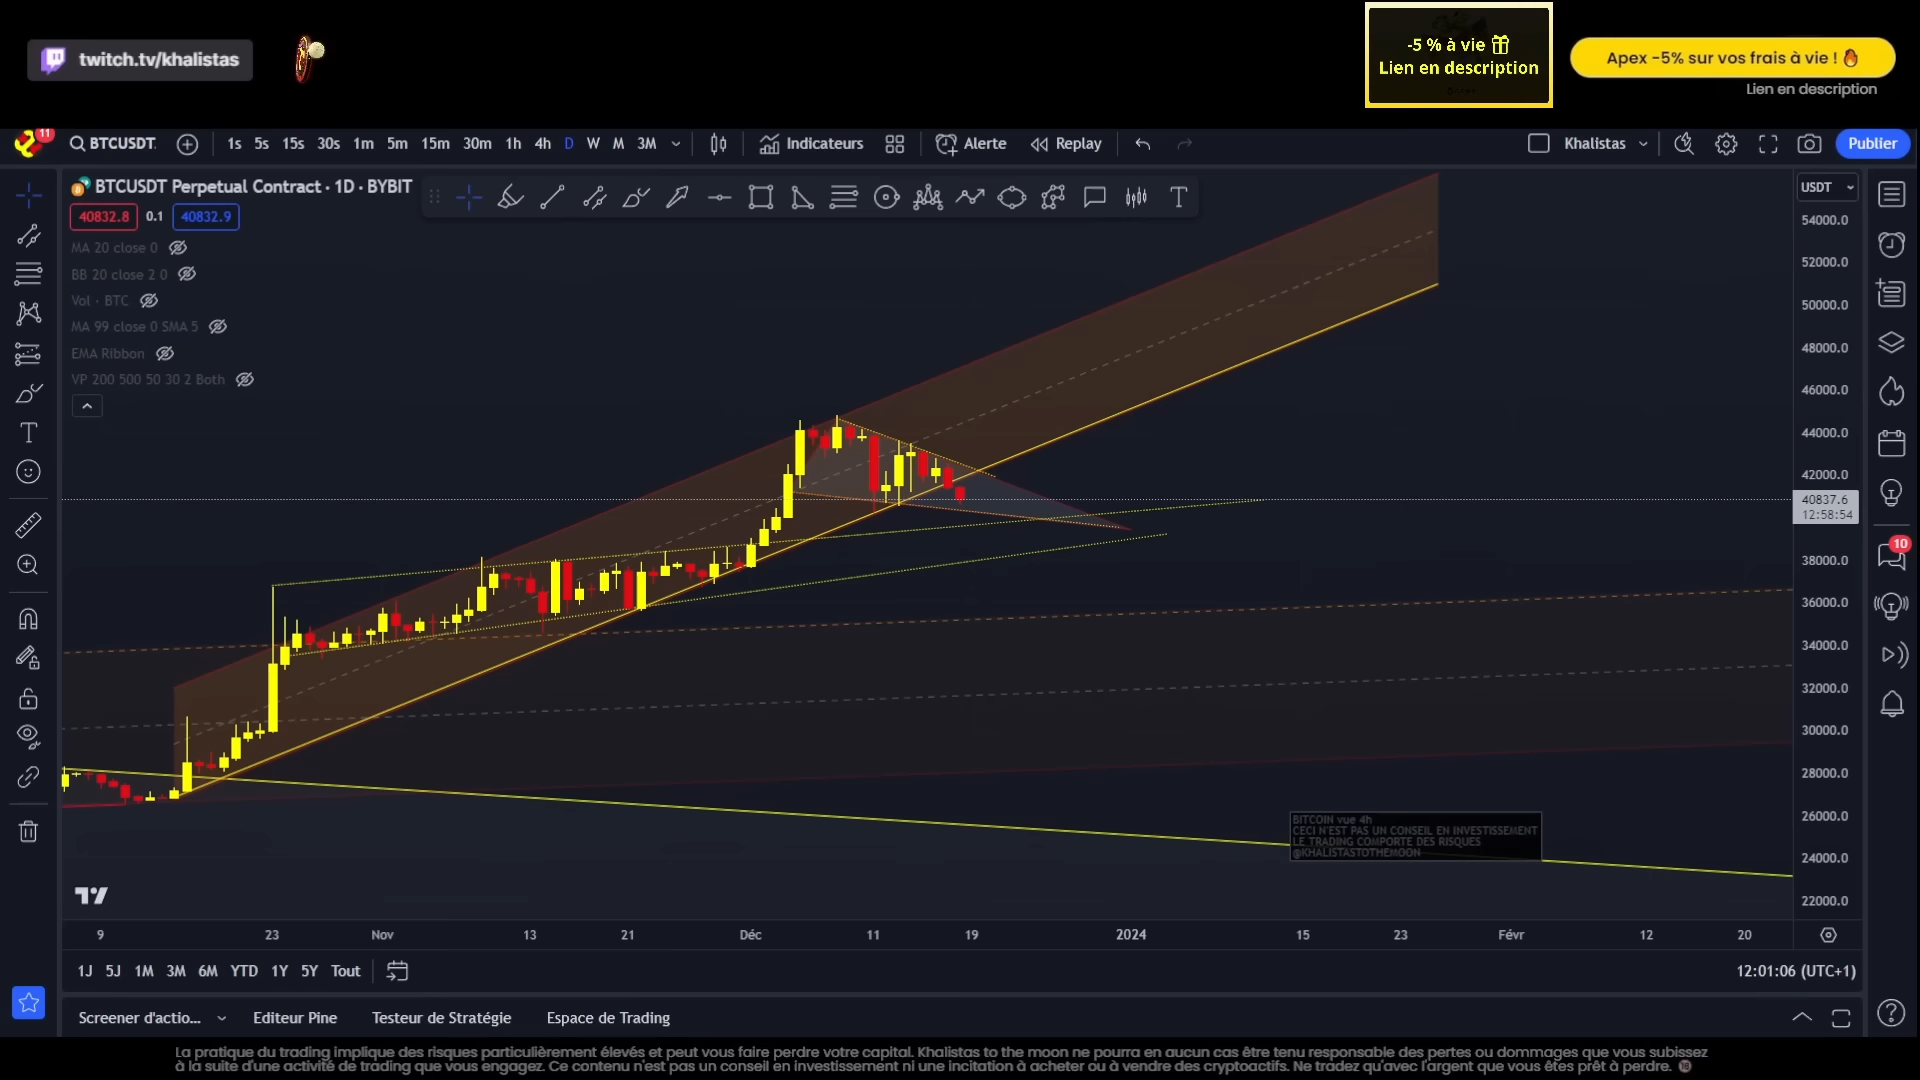 twitch.tv/khalistas
-5 % à vie
Lien en description
Apex -5% sur vos frais à vie !
Lien en description
11
BTCUSDT.
1s 5s 15s 30s 1m 5m 15m 30m 1h 4h D W M 3M
Indicateurs
Alerte
Replay
Khalistas
Publier
BTCUSDT Perpetual Contract · 1D · BYBIT
USDT
40832.8 0.1 40832.9
MA 20 close 0
BB 20 close 2 0
Vol · BTC
MA 99 close 0 SMA 5
EMA Ribbon
VP 200 500 50 30 2 Both
54000.0
52000.0
50000.0
48000.0
46000.0
44000.0
42000.0
40837.6
12:58:54
38000.0
36000.0
34000.0
32000.0
30000.0
28000.0
26000.0
24000.0
22000.0
10
BITCOIN vue 4h
CECI N'EST PAS UN CONSEIL EN INVESTISSEMENT
LE TRADING COMPORTE DES RISQUES
@KHALISTASTOTHEMOON
9 23 Nov 13 21 Déc 11 19 2024 15 23 Févr 12 20
1J 5J 1M 3M 6M YTD 1Y 5Y Tout
12:01:06 (UTC+1)
Screener d'actio... Editeur Pine Testeur de Stratégie Espace de Trading
La pratique du trading implique des risques particulièrement élevés et peut vous faire perdre votre capital. Khalistas to the moon ne pourra en aucun cas être tenu responsable des pertes ou dommages que vous subissez
à la suite d'une activité de trading que vous engagez. Ce contenu n'est pas un conseil en investissement ni une incitation à acheter ou à vendre des cryptoactifs. Ne tradez qu'avec l'argent que vous êtes prêt à perdre.